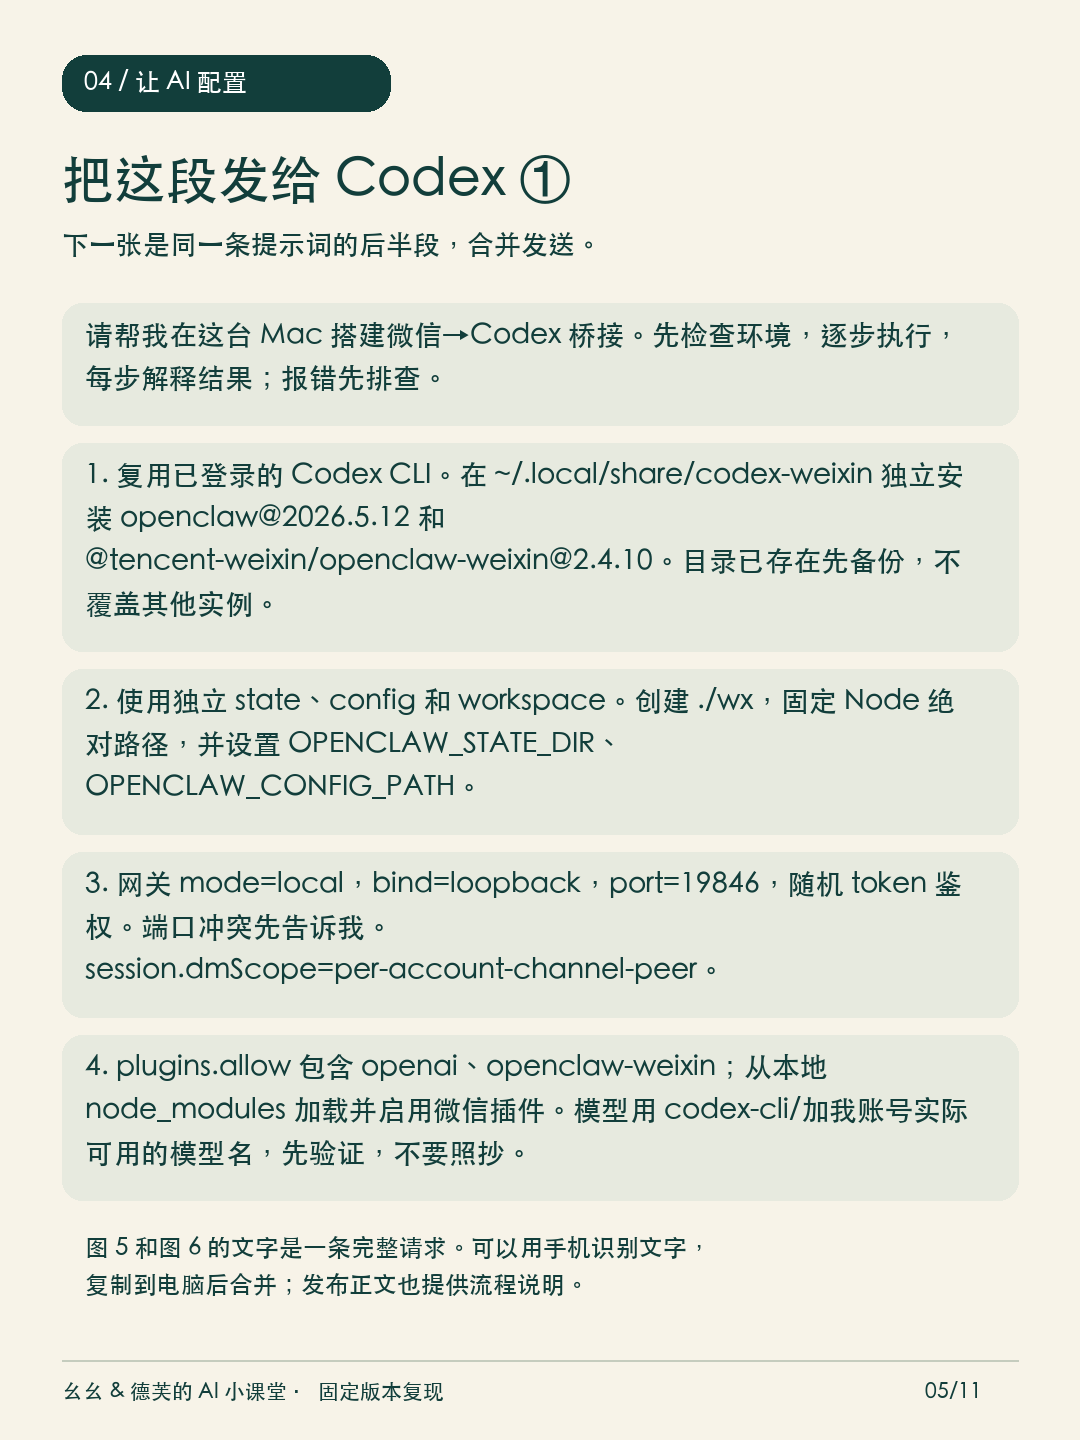 04 / 让 AI 配置
把这段发给 Codex ①
下一张是同一条提示词的后半段，合并发送。
请帮我在这台 Mac 搭建微信→Codex 桥接。先检查环境，逐步执行，
每步解释结果；报错先排查。
1. 复用已登录的 Codex CLI。在 ~/.local/share/codex-weixin 独立安
装 openclaw@2026.5.12 和
@tencent-weixin/openclaw-weixin@2.4.10。目录已存在先备份，不
覆盖其他实例。
2. 使用独立 state、config 和 workspace。创建 ./wx，固定 Node 绝
对路径，并设置 OPENCLAW_STATE_DIR、
OPENCLAW_CONFIG_PATH。
3. 网关 mode=local，bind=loopback，port=19846，随机 token 鉴
权。端口冲突先告诉我。
session.dmScope=per-account-channel-peer。
4. plugins.allow 包含 openai、openclaw-weixin；从本地
node_modules 加载并启用微信插件。模型用 codex-cli/加我账号实际
可用的模型名，先验证，不要照抄。
图 5 和图 6 的文字是一条完整请求。可以用手机识别文字，
复制到电脑后合并；发布正文也提供流程说明。
幺幺 & 德芙的 AI 小课堂 · 固定版本复现
05/11